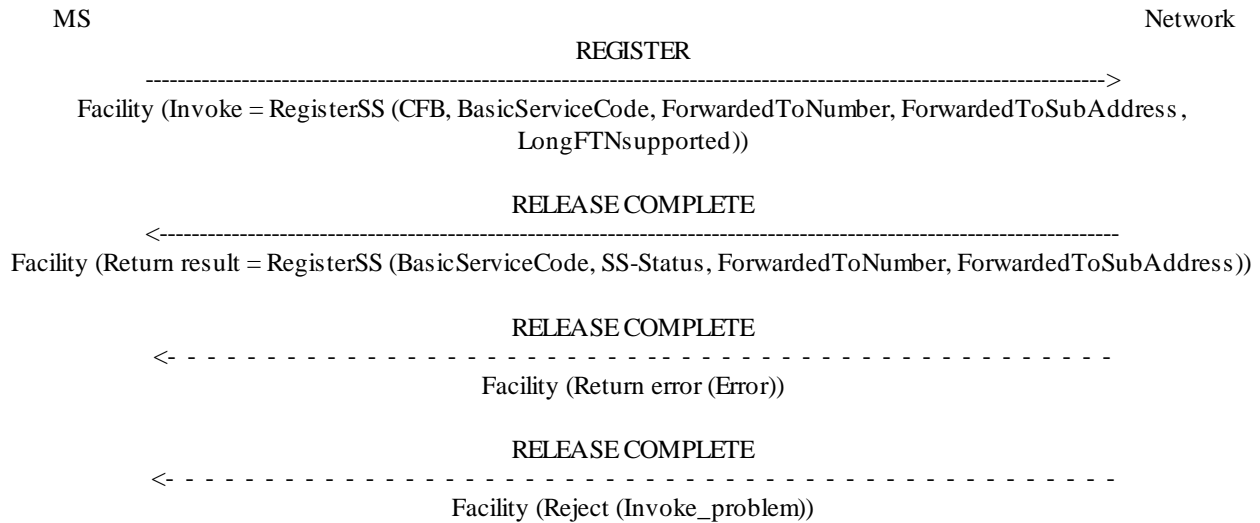 MS Network
REGISTER
------------------------------------------------------------------------------------------------------------------------>
Facility (Invoke = RegisterSS (CFB, BasicServiceCode, ForwardedToNumber, ForwardedToSubAddress,
LongFTNsupported))
RELEASE COMPLETE
<------------------------------------------------------------------------------------------------------------------------
Facility (Return result = RegisterSS (BasicServiceCode, SS-Status, ForwardedToNumber, ForwardedToSubAddress))
RELEASE COMPLETE
<- - - - - - - - - - - - - - - - - - - - - - - - - - - - - - - - - - - - - - - - - - - - - - - -
Facility (Return error (Error))
RELEASE COMPLETE
<- - - - - - - - - - - - - - - - - - - - - - - - - - - - - - - - - - - - - - - - - - - - - - - -
Facility (Reject (Invoke_problem))